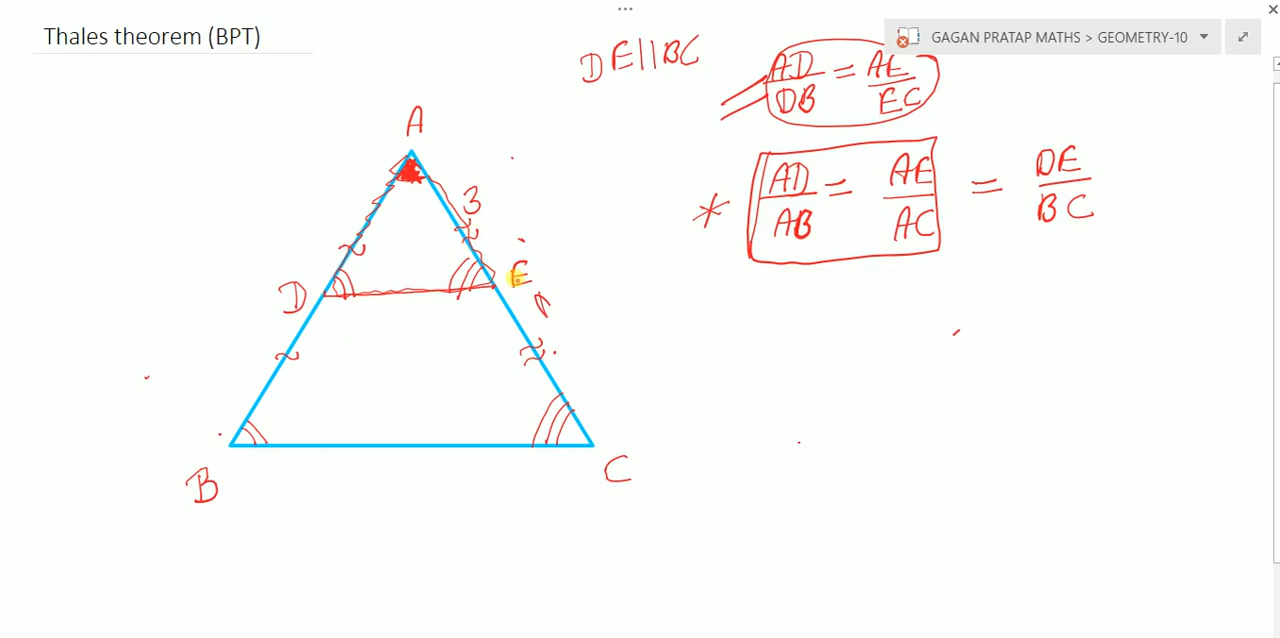 Thales theorem (BPT)
GAGAN PRATAP MATHS > GEOMETRY-10
DE||BC
AD/DB = AE/EC
* AD/AB = AE/AC = DE/BC
A
3
D
E
B
C